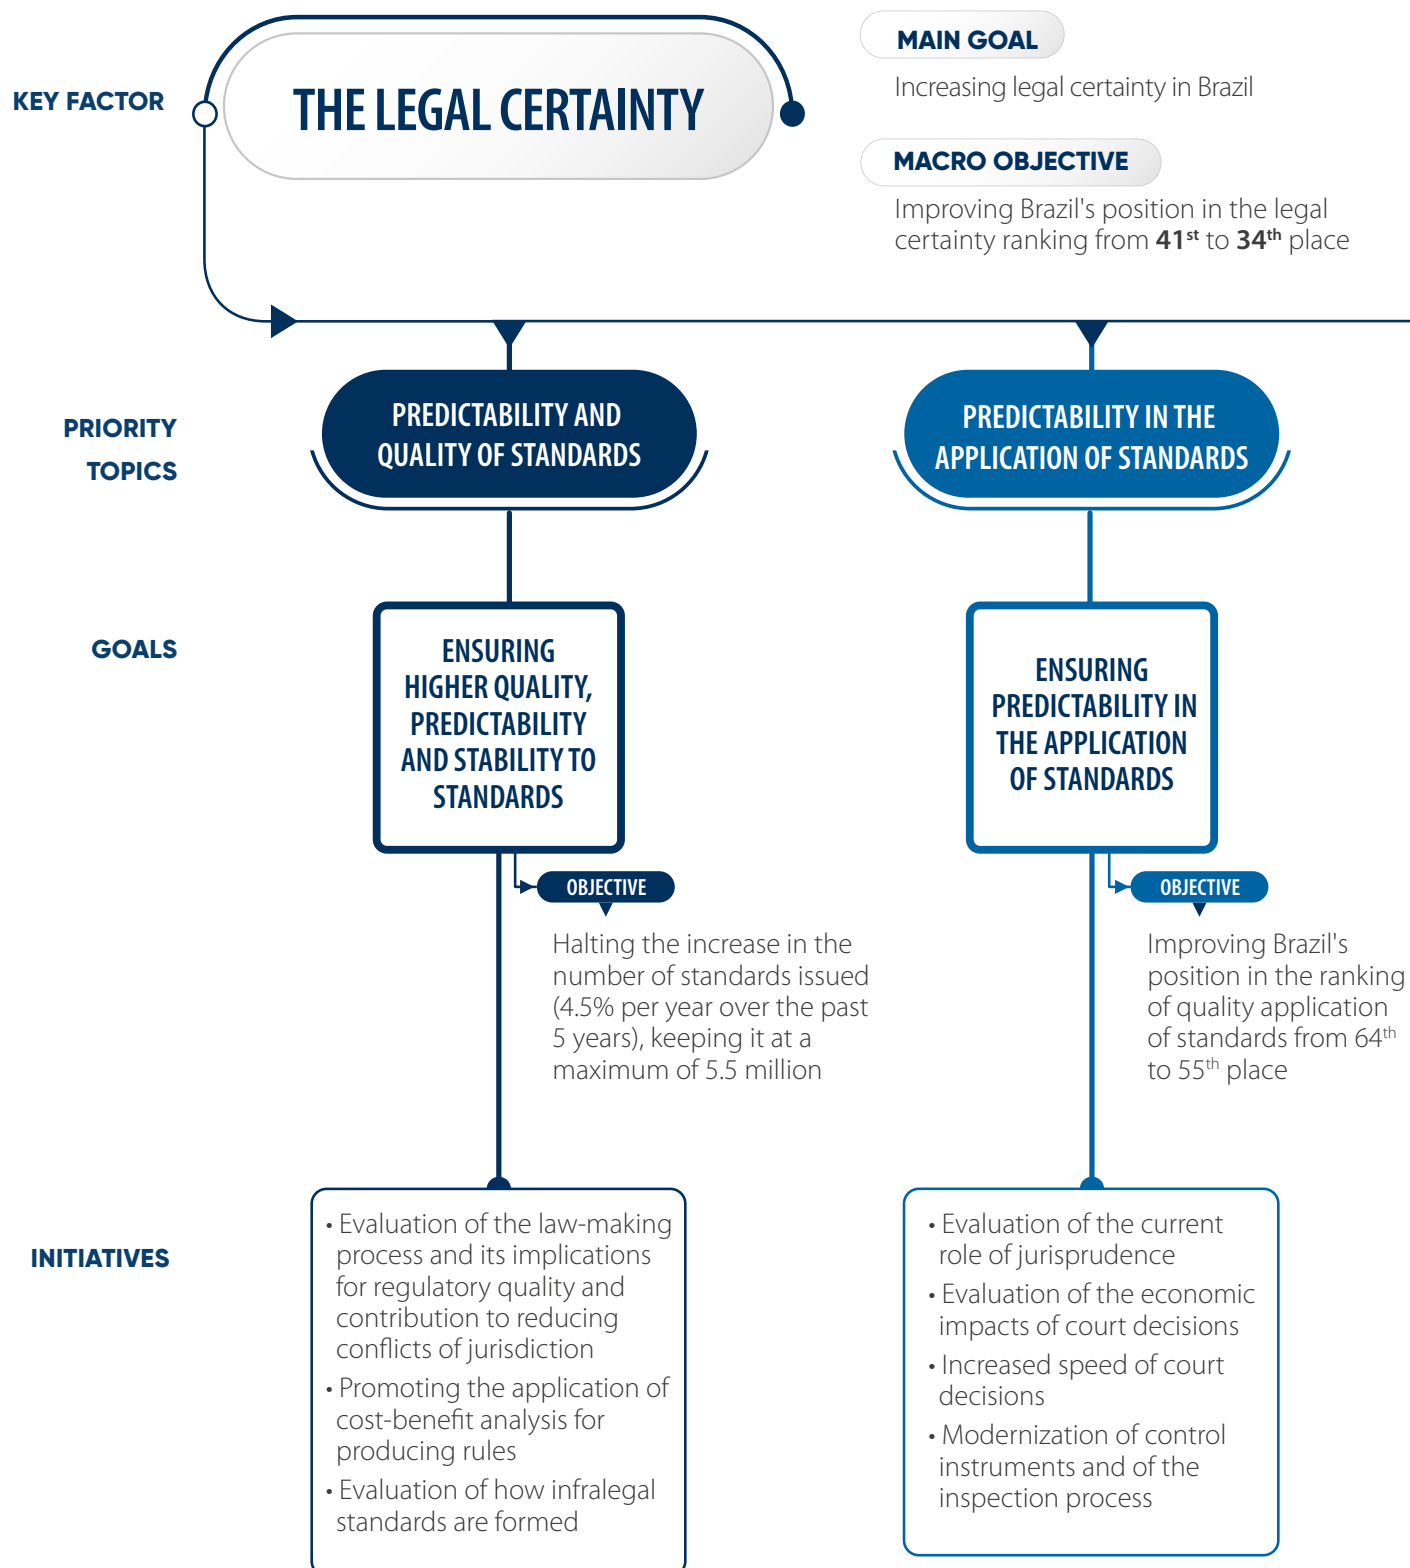 KEY FACTOR
THE LEGAL CERTAINTY
MAIN GOAL
Increasing legal certainty in Brazil
MACRO OBJECTIVE
Improving Brazil's position in the legal
certainty ranking from 41st to 34th place
PRIORITY
TOPICS
PREDICTABILITY AND
QUALITY OF STANDARDS
PREDICTABILITY IN THE
APPLICATION OF STANDARDS
GOALS
ENSURING
HIGHER QUALITY,
PREDICTABILITY
AND STABILITY TO
STANDARDS
ENSURING
PREDICTABILITY IN
THE APPLICATION
OF STANDARDS
OBJECTIVE
Halting the increase in the
number of standards issued
(4.5% per year over the past
5 years), keeping it at a
maximum of 5.5 million
OBJECTIVE
Improving Brazil's
position in the ranking
of quality application
of standards from 64th
to 55th place
INITIATIVES
• Evaluation of the law-making
process and its implications
for regulatory quality and
contribution to reducing
conflicts of jurisdiction
• Promoting the application of
cost-benefit analysis for
producing rules
• Evaluation of how infralegal
standards are formed
• Evaluation of the current
role of jurisprudence
• Evaluation of the economic
impacts of court decisions
• Increased speed of court
decisions
• Modernization of control
instruments and of the
inspection process